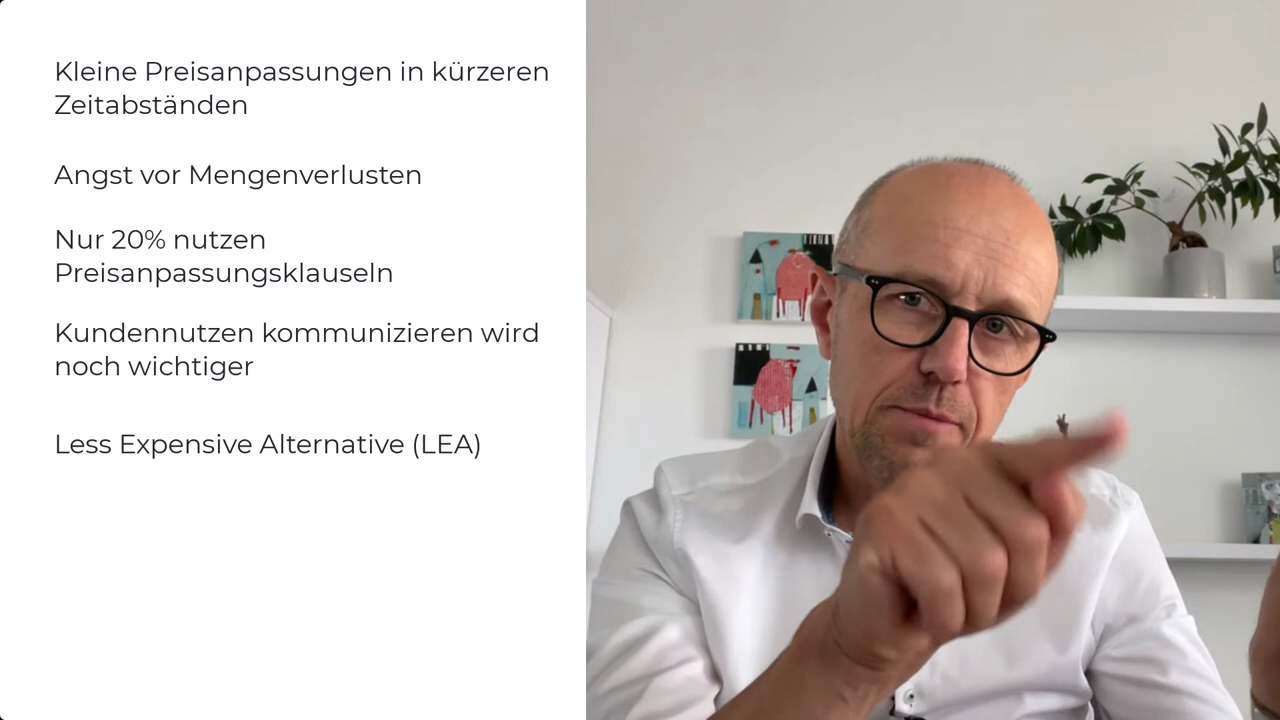 Kleine Preisanpassungen in kürzeren
Zeitabständen
Angst vor Mengenverlusten
Nur 20% nutzen
Preisanpassungsklauseln
Kundennutzen kommunizieren wird
noch wichtiger
Less Expensive Alternative (LEA)